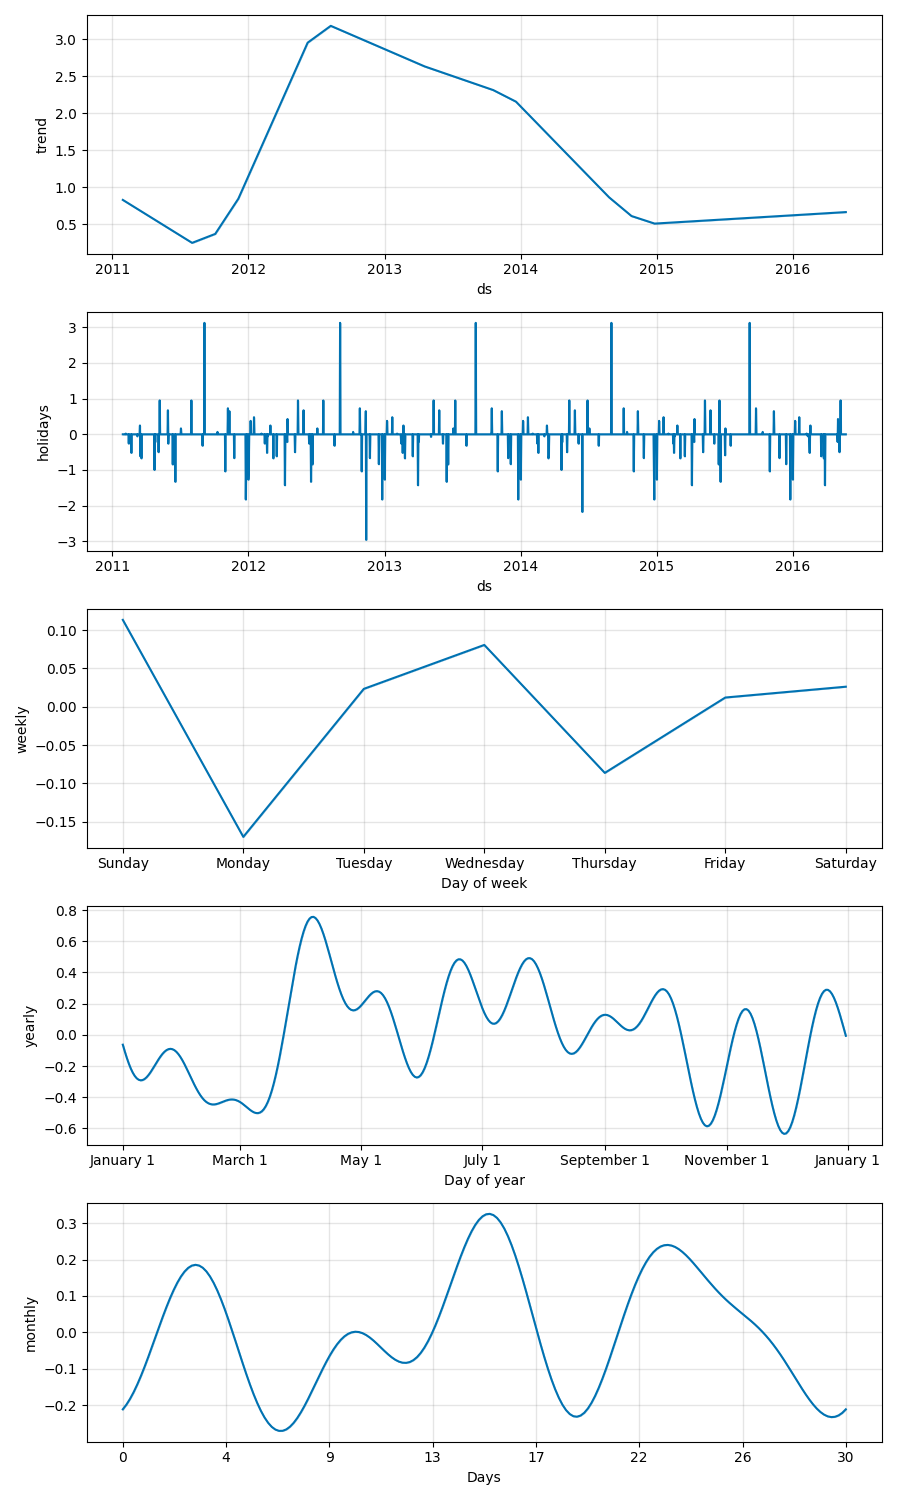 3.0
2.5
2.0
1.5
1.0
0.5
trend
2011 2012 2013 2014 2015 2016
ds
3
2
1
0
−1
−2
−3
holidays
2011 2012 2013 2014 2015 2016
ds
0.10
0.05
0.00
−0.05
−0.10
−0.15
weekly
Sunday Monday Tuesday Wednesday Thursday Friday Saturday
Day of week
0.8
0.6
0.4
0.2
0.0
−0.2
−0.4
−0.6
yearly
January 1 March 1 May 1 July 1 September 1 November 1 January 1
Day of year
0.3
0.2
0.1
0.0
−0.1
−0.2
monthly
0 4 9 13 17 22 26 30
Days